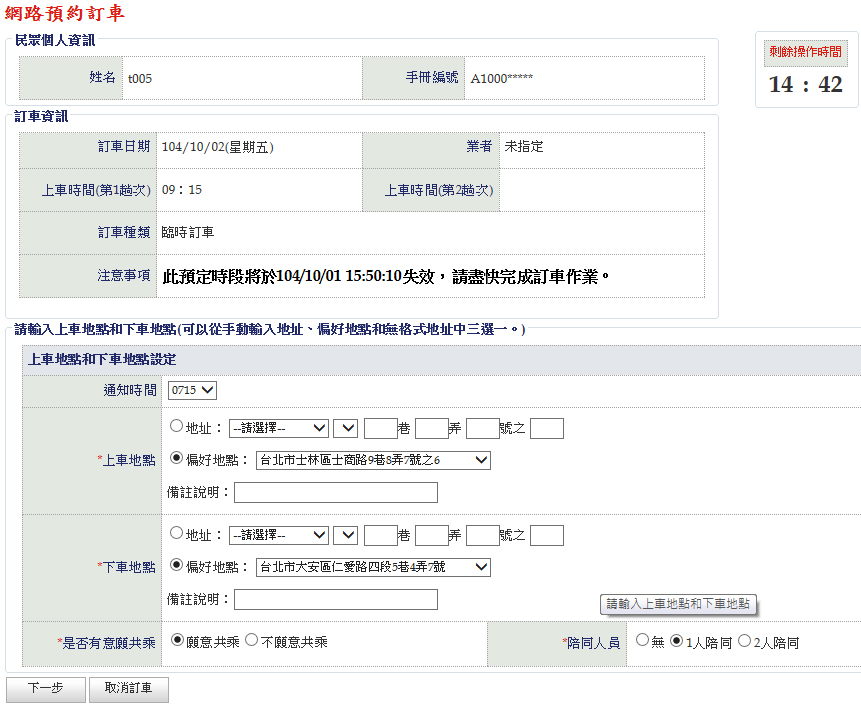 網路預約訂車
民眾個人資訊
剩餘操作時間
14 : 42
姓名 t005 手冊編號 A1000*****
訂車資訊
訂車日期 104/10/02(星期五) 業者 未指定
上車時間(第1趟次) 09：15 上車時間(第2趟次)
訂車種類 臨時訂車
注意事項 此預定時段將於104/10/01 15:50:10失效，請盡快完成訂車作業。
請輸入上車地點和下車地點(可以從手動輸入地址、偏好地點和無格式地址中三選一。)
上車地點和下車地點設定
通知時間 0715
地址： --請選擇-- 巷 弄 號之
*上車地點 偏好地點： 台北市士林區士商路9巷8弄7號之6
備註說明：
地址： --請選擇-- 巷 弄 號之
*下車地點 偏好地點： 台北市大安區仁愛路四段5巷4弄7號
備註說明：
請輸入上車地點和下車地點
*是否有意願共乘 願意共乘 不願意共乘 *陪同人員 無 1人陪同 2人陪同
下一步 取消訂車